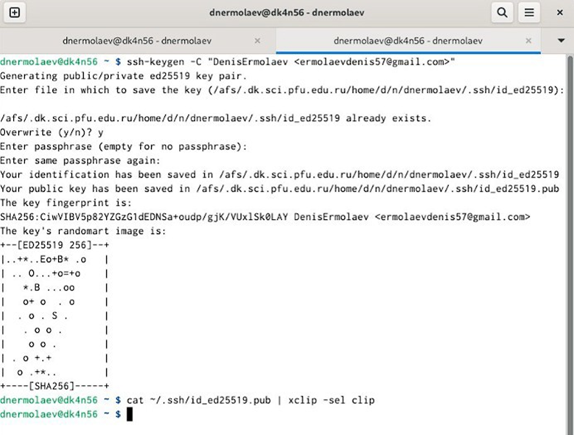 dnermolaev@dk4n56 - dnermolaev
dnermolaev@dk4n56 - dnermolaev
dnermolaev@dk4n56 - dnermolaev
dnermolaev@dk4n56 ~ $ ssh-keygen -C "DenisErmolaev <ermolaevdenis57@gmail.com>"
Generating public/private ed25519 key pair.
Enter file in which to save the key (/afs/.dk.sci.pfu.edu.ru/home/d/n/dnermolaev/.ssh/id_ed25519):
/afs/.dk.sci.pfu.edu.ru/home/d/n/dnermolaev/.ssh/id_ed25519 already exists.
Overwrite (y/n)? y
Enter passphrase (empty for no passphrase):
Enter same passphrase again:
Your identification has been saved in /afs/.dk.sci.pfu.edu.ru/home/d/n/dnermolaev/.ssh/id_ed25519
Your public key has been saved in /afs/.dk.sci.pfu.edu.ru/home/d/n/dnermolaev/.ssh/id_ed25519.pub
The key fingerprint is:
SHA256:CiwVIBV5p82YZGzG1dEDNSa+oudp/gjK/VUxlSk0LAY DenisErmolaev <ermolaevdenis57@gmail.com>
The key's randomart image is:
+--[ED25519 256]--+
|..+*..Eo+B* .o   |
| .. O...+o=+o    |
|   *.B ...oo     |
|   o+ o  . o     |
|  . o . S .      |
|   . o o .       |
|    o o .        |
| . o +.+         |
|  o .+*..        |
+----[SHA256]-----+
dnermolaev@dk4n56 ~ $ cat ~/.ssh/id_ed25519.pub | xclip -sel clip
dnermolaev@dk4n56 ~ $